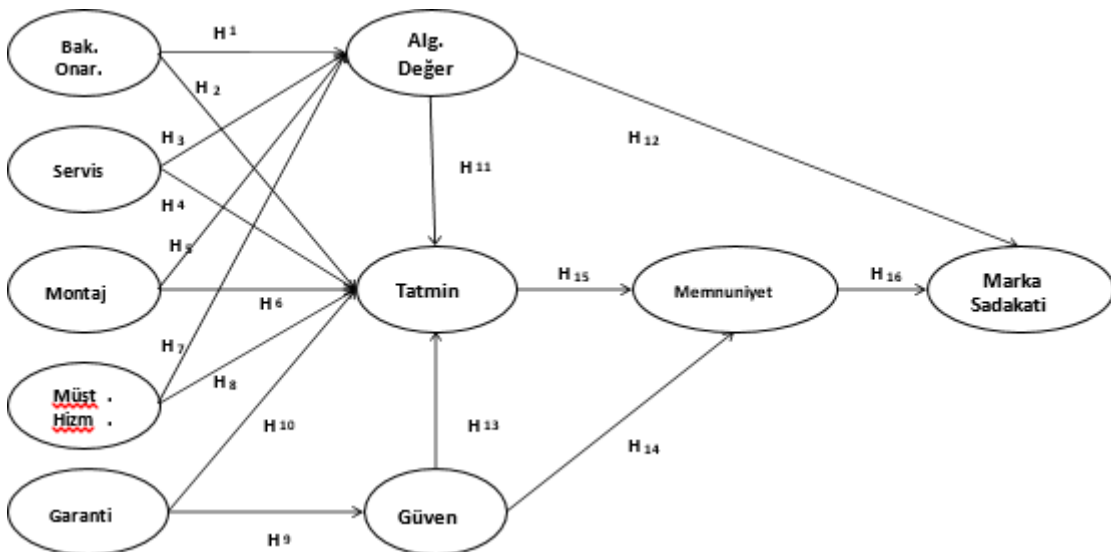 Bak.
Onar.
H 1
Alg.
Değer
H 2
H 3
H 12
Servis
H 11
H 4
H 5
Montaj
H 6
Tatmin
H 15
Memnuniyet
H 16
Marka
Sadakati
H 7
H 8
Müşt .
Hizm .
H 10
H 13
H 14
Garanti
H 9
Güven